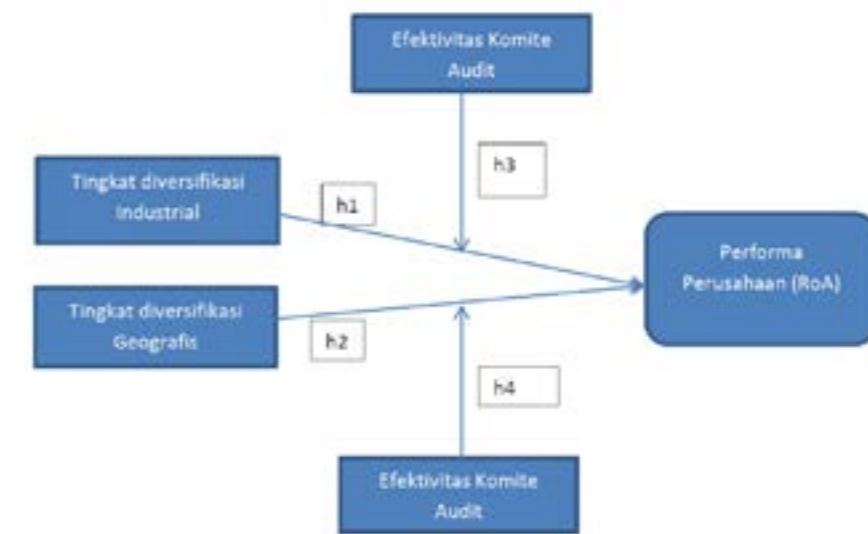 Efektivitas Komite
Audit
h3
Tingkat diversifikasi
Industrial
h1
Performa
Perusahaan (RoA)
Tingkat diversifikasi
Geografis
h2
h4
Efektivitas Komite
Audit